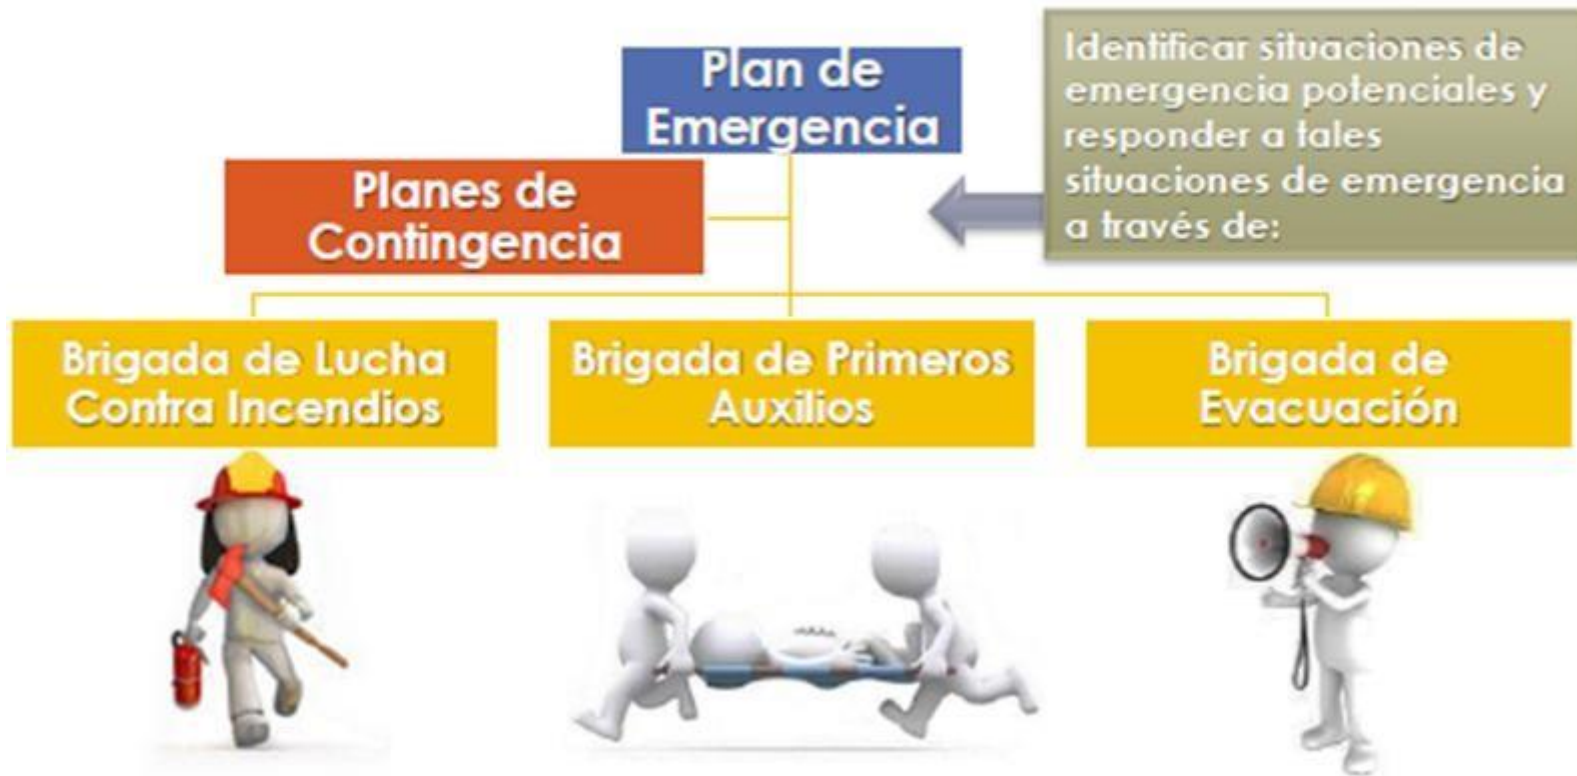 Plan de
Emergencia
Identificar situaciones de
emergencia potenciales y
responder a tales
situaciones de emergencia
a través de:
Planes de
Contingencia
Brigada de Lucha
Contra Incendios
Brigada de Primeros
Auxilios
Brigada de
Evacuación